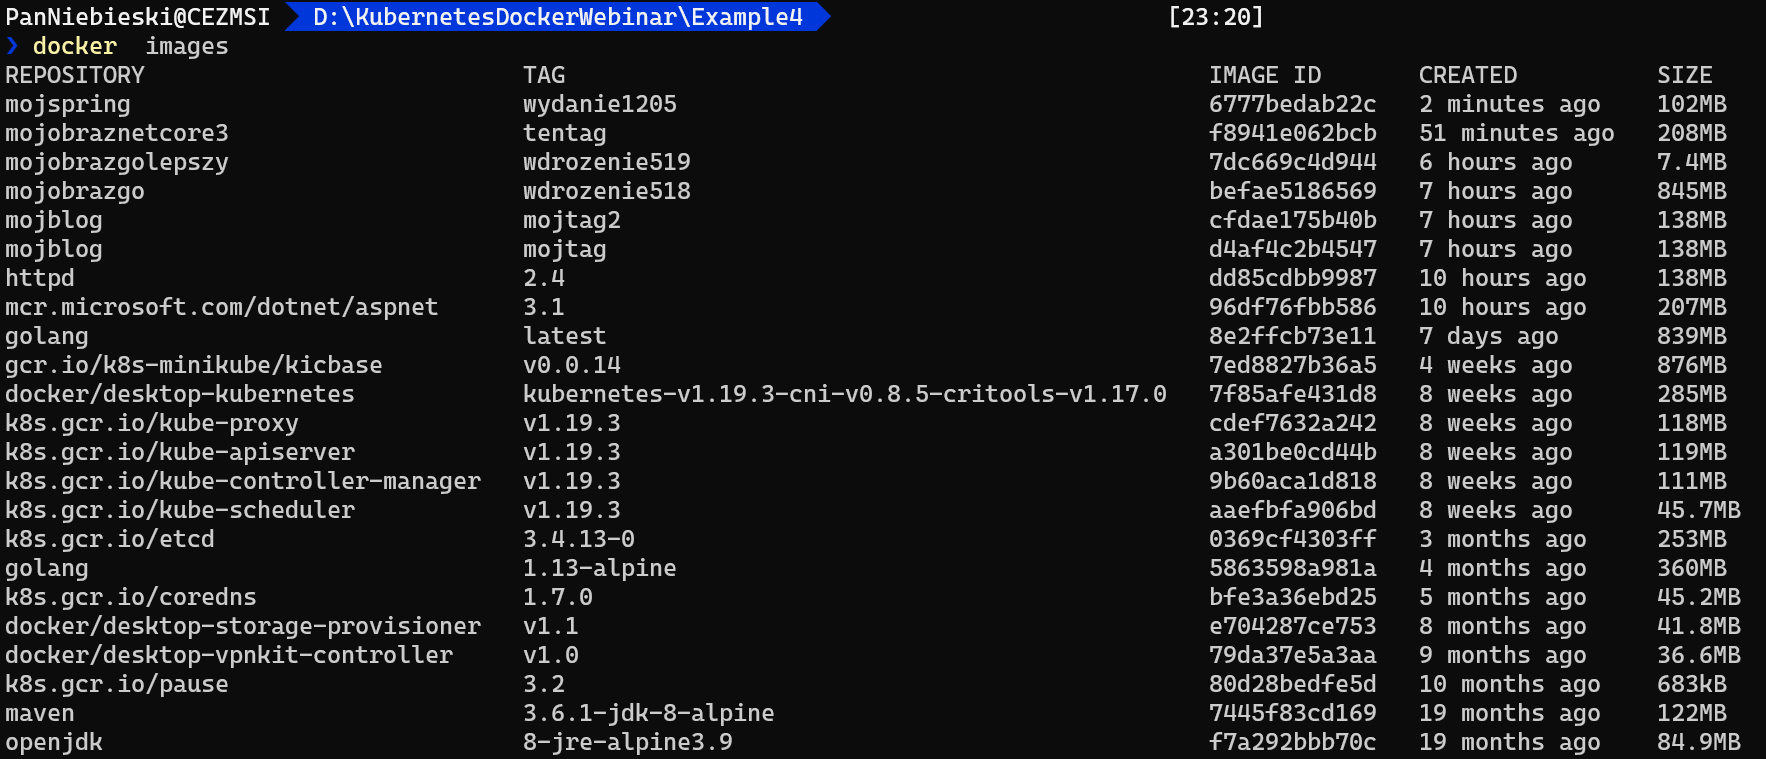 PanNiebieski@CEZMSI D:\KubernetesDockerWebinar\Example4 [23:20]
❯ docker images
REPOSITORY TAG IMAGE ID CREATED SIZE
mojspring wydanie1205 6777bedab22c 2 minutes ago 102MB
mojobraznetcore3 tentag f8941e062bcb 51 minutes ago 208MB
mojobrazgolepszy wdrozenie519 7dc669c4d944 6 hours ago 7.4MB
mojobrazgo wdrozenie518 befae5186569 7 hours ago 845MB
mojblog mojtag2 cfdae175b40b 7 hours ago 138MB
mojblog mojtag d4af4c2b4547 7 hours ago 138MB
httpd 2.4 dd85cdbb9987 10 hours ago 138MB
mcr.microsoft.com/dotnet/aspnet 3.1 96df76fbb586 10 hours ago 207MB
golang latest 8e2ffcb73e11 7 days ago 839MB
gcr.io/k8s-minikube/kicbase v0.0.14 7ed8827b36a5 4 weeks ago 876MB
docker/desktop-kubernetes kubernetes-v1.19.3-cni-v0.8.5-critools-v1.17.0 7f85afe431d8 8 weeks ago 285MB
k8s.gcr.io/kube-proxy v1.19.3 cdef7632a242 8 weeks ago 118MB
k8s.gcr.io/kube-apiserver v1.19.3 a301be0cd44b 8 weeks ago 119MB
k8s.gcr.io/kube-controller-manager v1.19.3 9b60aca1d818 8 weeks ago 111MB
k8s.gcr.io/kube-scheduler v1.19.3 aaefbfa906bd 8 weeks ago 45.7MB
k8s.gcr.io/etcd 3.4.13-0 0369cf4303ff 3 months ago 253MB
golang 1.13-alpine 5863598a981a 4 months ago 360MB
k8s.gcr.io/coredns 1.7.0 bfe3a36ebd25 5 months ago 45.2MB
docker/desktop-storage-provisioner v1.1 e704287ce753 8 months ago 41.8MB
docker/desktop-vpnkit-controller v1.0 79da37e5a3aa 9 months ago 36.6MB
k8s.gcr.io/pause 3.2 80d28bedfe5d 10 months ago 683kB
maven 3.6.1-jdk-8-alpine 7445f83cd169 19 months ago 122MB
openjdk 8-jre-alpine3.9 f7a292bbb70c 19 months ago 84.9MB